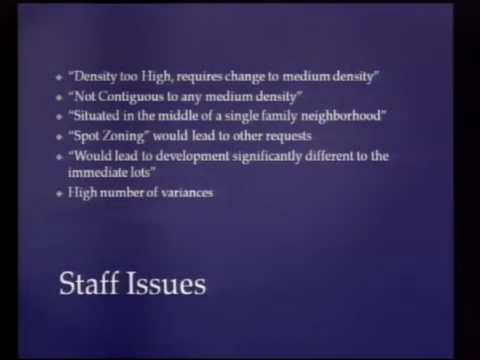 ❖ "Density too High, requires change to medium density"
❖ "Not Contiguous to any medium density"
❖ "Situated in the middle of a single family neighborhood"
❖ "Spot Zoning" would lead to other requests
❖ "Would lead to development significantly different to the
immediate lots"
❖ High number of variances
Staff Issues